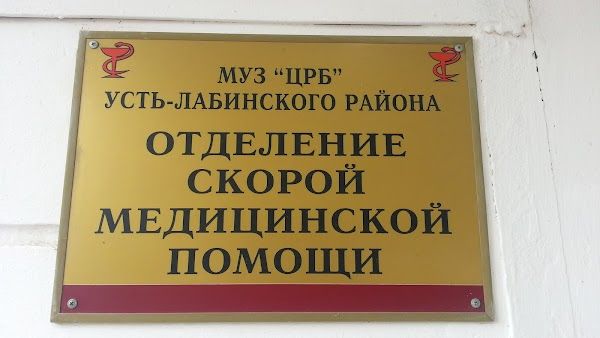 МУЗ "ЦРБ"
УСТЬ-ЛАБИНСКОГО РАЙОНА
ОТДЕЛЕНИЕ
СКОРОЙ
МЕДИЦИНСКОЙ
ПОМОЩИ